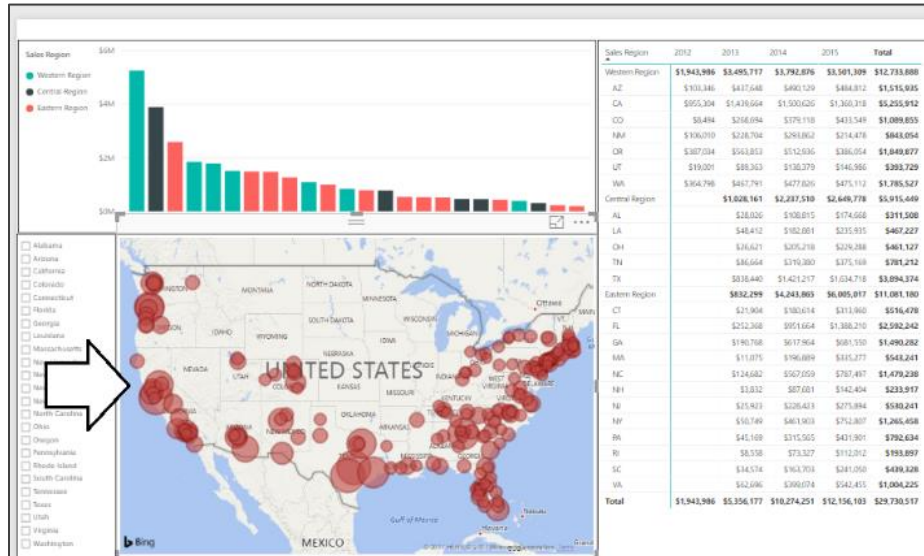 Sales Region
Western Region
Central Region
Eastern Region
$6M
$4M
$2M
$0M
Sales Region 2012 2013 2014 2015 Total
Western Region $1,943,986 $3,495,717 $3,792,876 $3,501,309 $12,733,888
AZ $103,346 $437,648 $490,129 $484,812 $1,515,935
CA $955,304 $1,439,664 $1,500,626 $1,360,318 $5,255,912
CO $8,494 $268,694 $379,118 $433,549 $1,089,855
NM $106,010 $228,704 $293,862 $214,478 $843,054
OR $387,034 $563,853 $512,936 $386,054 $1,849,877
UT $19,001 $89,363 $138,379 $146,986 $393,729
WA $364,798 $467,791 $477,826 $475,112 $1,785,527
Central Region $1,028,161 $2,237,510 $2,649,778 $5,915,449
AL $28,026 $108,815 $174,668 $311,508
LA $48,412 $182,881 $235,935 $467,227
OH $26,621 $205,218 $229,288 $461,127
TN $86,664 $319,380 $375,169 $781,212
TX $838,440 $1,421,217 $1,634,718 $3,894,374
Eastern Region $832,299 $4,243,865 $6,005,017 $11,081,180
CT $21,904 $180,614 $313,960 $516,478
FL $252,368 $951,664 $1,388,210 $2,592,242
GA $190,768 $617,964 $681,550 $1,490,282
MA $11,075 $196,889 $335,277 $543,241
NC $124,682 $567,059 $787,497 $1,479,238
NH $3,832 $87,681 $142,404 $233,917
NJ $25,923 $228,423 $275,894 $530,241
NY $50,749 $461,903 $752,807 $1,265,458
PA $45,169 $315,565 $431,901 $792,634
RI $8,558 $73,327 $112,012 $193,897
SC $34,574 $163,703 $241,050 $439,328
VA $62,696 $399,074 $542,455 $1,004,225
Total $1,943,986 $5,356,177 $10,274,251 $12,156,103 $29,730,517
Alabama
Arizona
California
Colorado
Connecticut
Florida
Georgia
Louisiana
Massachusetts
North Carolina
Ohio
Oregon
Pennsylvania
Rhode Island
South Carolina
Tennessee
Texas
Utah
Virginia
Washington
MONTANA
NORTH DAKOTA
MINNESOTA
Ottawa
SOUTH DAKOTA
WISCONSIN
MICHIGAN
IDAHO
WYOMING
NEBRASKA
IOWA
NEVADA
UTAH
UNITED STATES
KANSAS
MISSOURI
WEST
VIRGINIA
DELAWARE
KENTUCKY
OKLAHOMA
ARKANSAS
Gulf of Mexico
Nassau
Havana
MEXICO
Bing